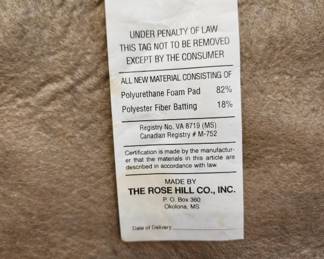 UNDER PENALTY OF LAW
THIS TAG NOT TO BE REMOVED
EXCEPT BY THE CONSUMER
ALL NEW MATERIAL CONSISTING OF
Polyurethane Foam Pad 82%
Polyester Fiber Batting 18%
Registry No. VA 8719 (MS)
Canadian Registry # M-752
Certification is made by the manufactur-
er that the materials in this article are
described in accordance with law.
MADE BY
THE ROSE HILL CO., INC.
P. O. Box 360
Okolona, MS
Date of Delivery